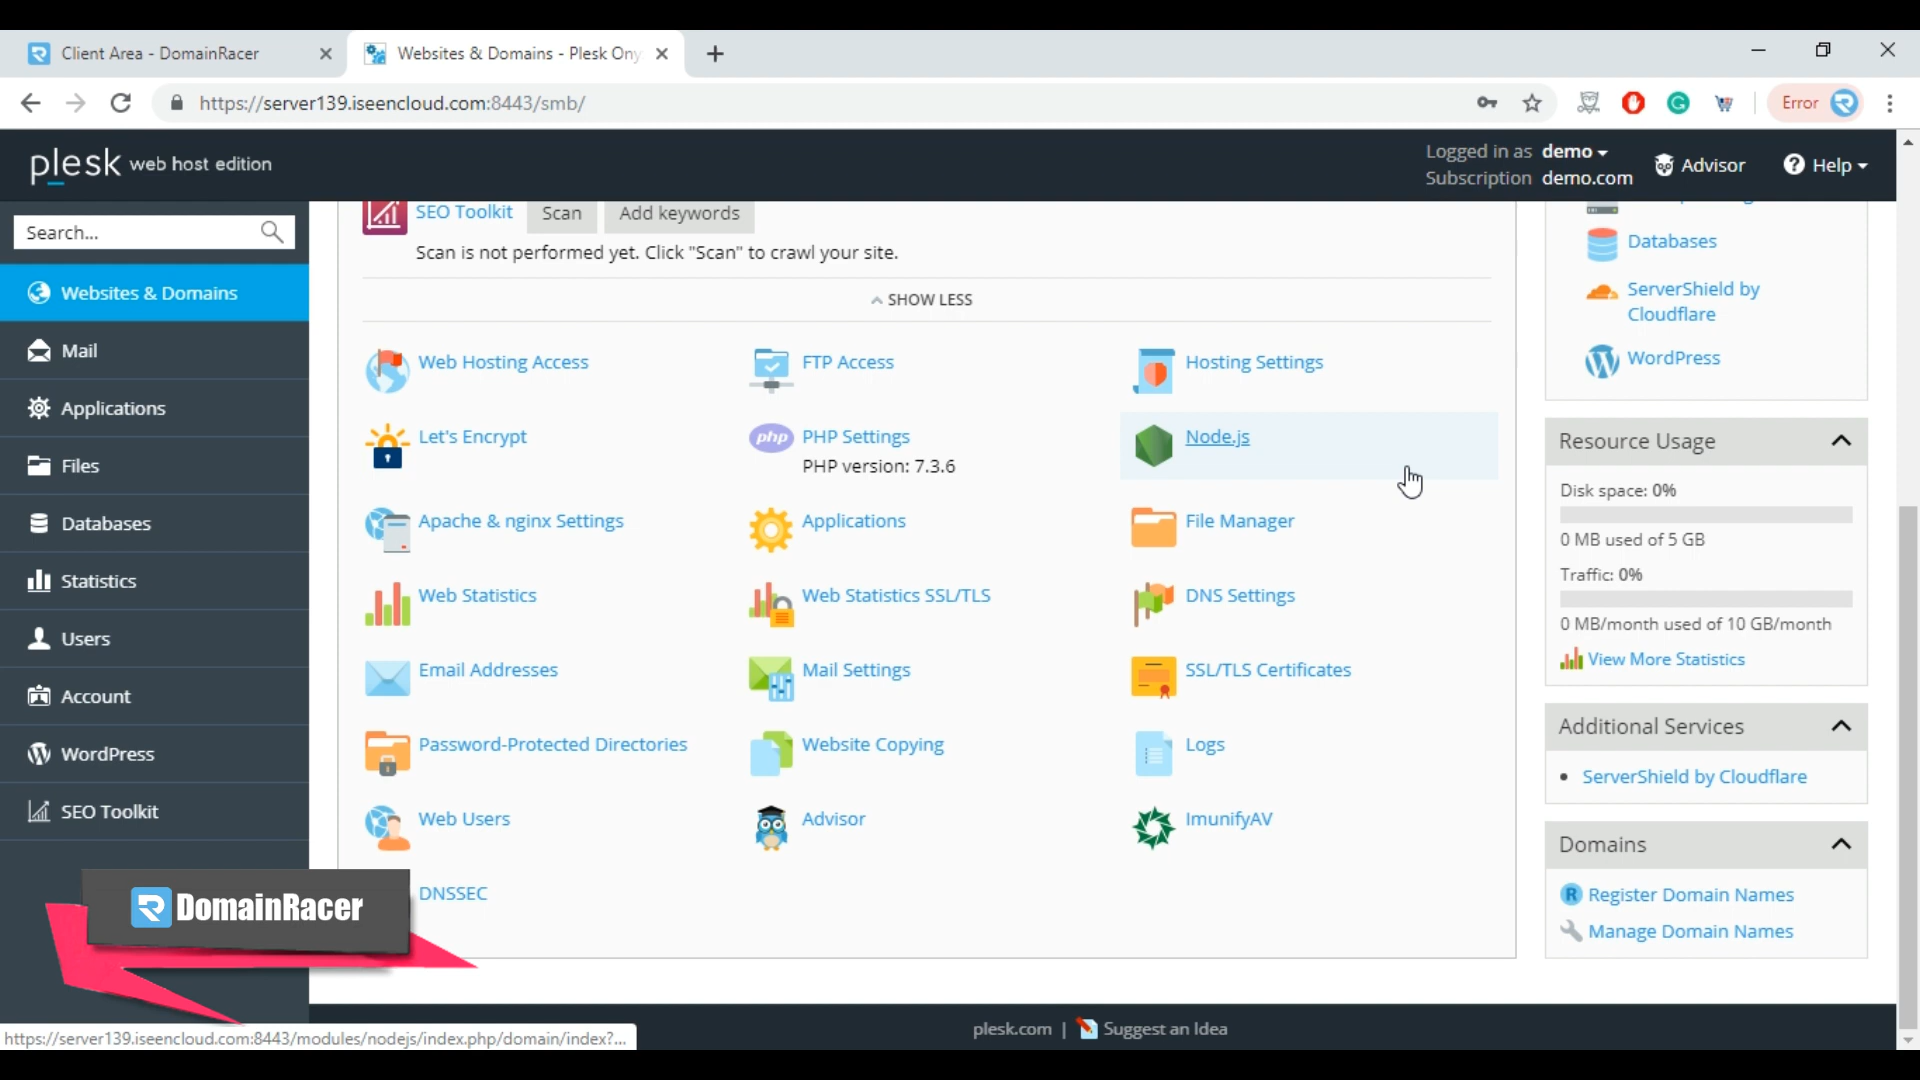 Client Area - DomainRacer
Websites & Domains - Plesk Ony
https://server139.iseencloud.com:8443/smb/
Error
plesk web host edition
Logged in as demo
Subscription demo.com
Advisor
Help
Search...
Websites & Domains
Mail
Applications
Files
Databases
Statistics
Users
Account
WordPress
SEO Toolkit
SEO Toolkit
Scan
Add keywords
Scan is not performed yet. Click "Scan" to crawl your site.
SHOW LESS
Web Hosting Access
FTP Access
Hosting Settings
Let's Encrypt
php
PHP Settings
PHP version: 7.3.6
Node.js
Apache & nginx Settings
Applications
File Manager
Web Statistics
Web Statistics SSL/TLS
DNS Settings
Email Addresses
Mail Settings
SSL/TLS Certificates
Password-Protected Directories
Website Copying
Logs
Web Users
Advisor
ImunifyAV
DNSSEC
Databases
ServerShield by
Cloudflare
WordPress
Resource Usage
Disk space: 0%
0 MB used of 5 GB
Traffic: 0%
0 MB/month used of 10 GB/month
View More Statistics
Additional Services
ServerShield by Cloudflare
Domains
R Register Domain Names
Manage Domain Names
DomainRacer
https://server139.iseencloud.com:8443/modules/nodejs/index.php/domain/index?...
plesk.com | Suggest an Idea